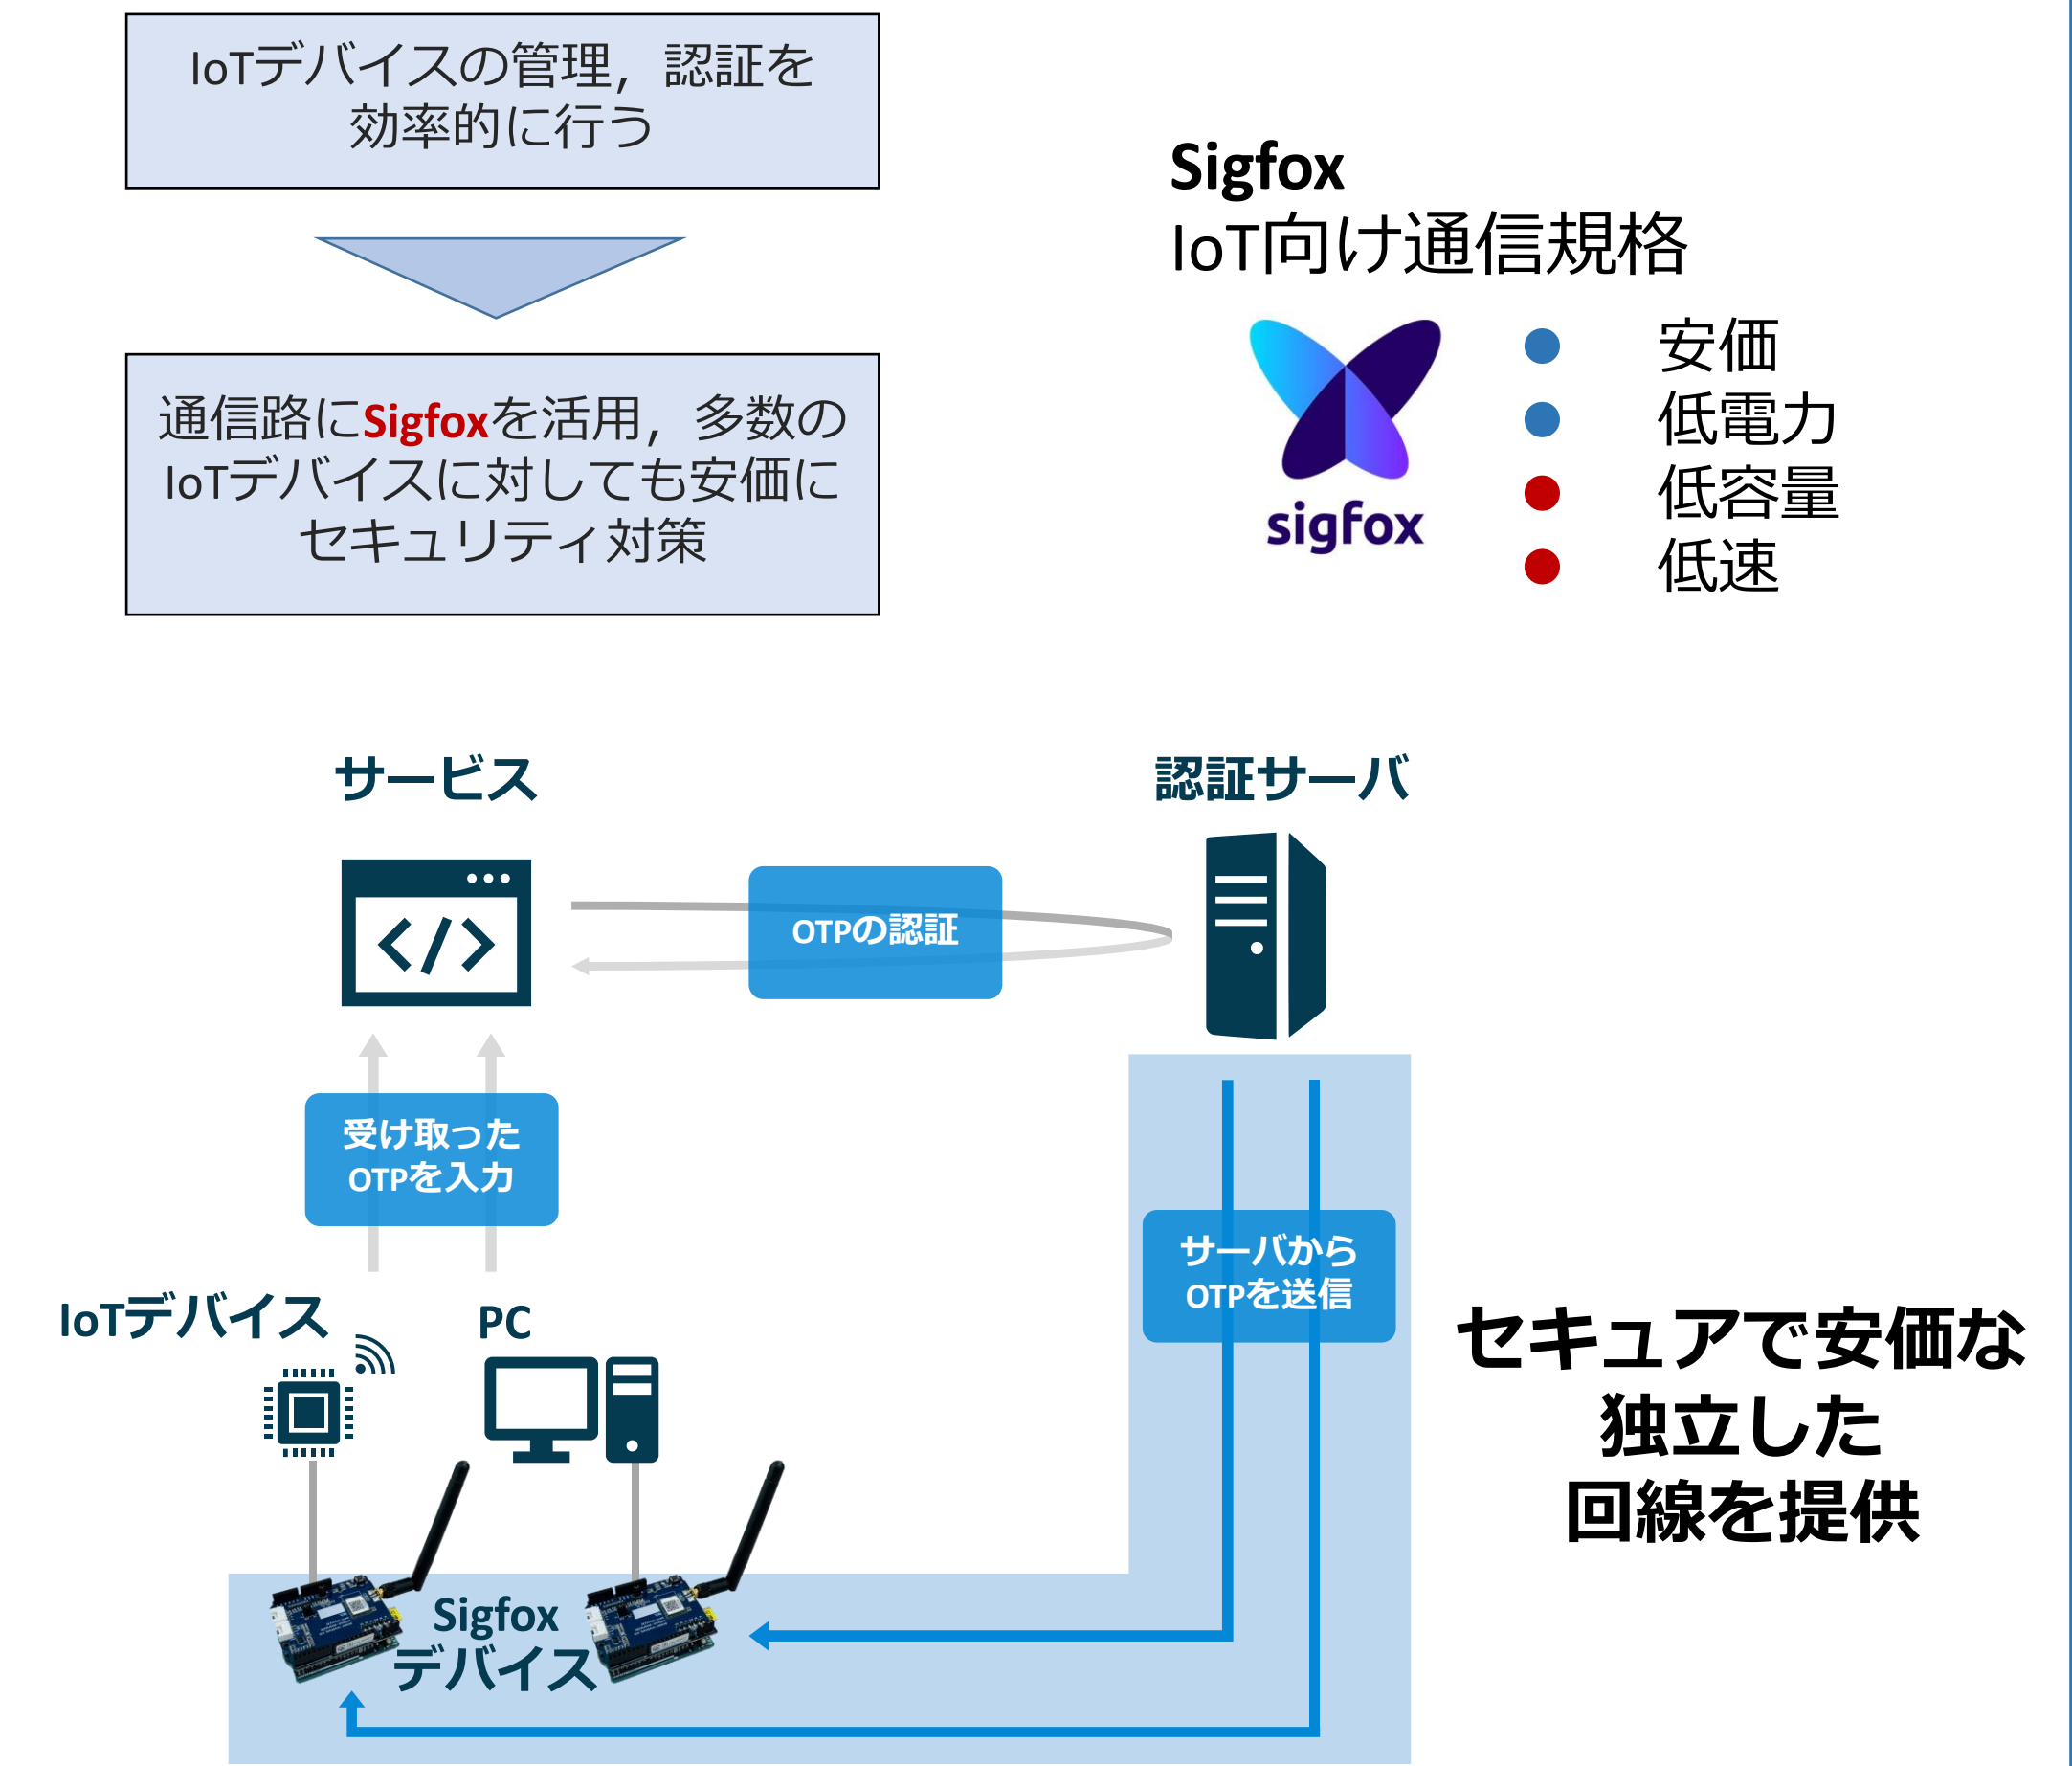 IoTデバイスの管理，認証を
効率的に行う
通信路にSigfoxを活用，多数の
IoTデバイスに対しても安価に
セキュリティ対策
Sigfox
IoT向け通信規格
sigfox
● 安価
● 低電力
● 低容量
● 低速
サービス
認証サーバ
</>
OTPの認証
受け取った
OTPを入力
サーバから
OTPを送信
IoTデバイス
PC
Sigfox
デバイス
セキュアで安価な
独立した
回線を提供